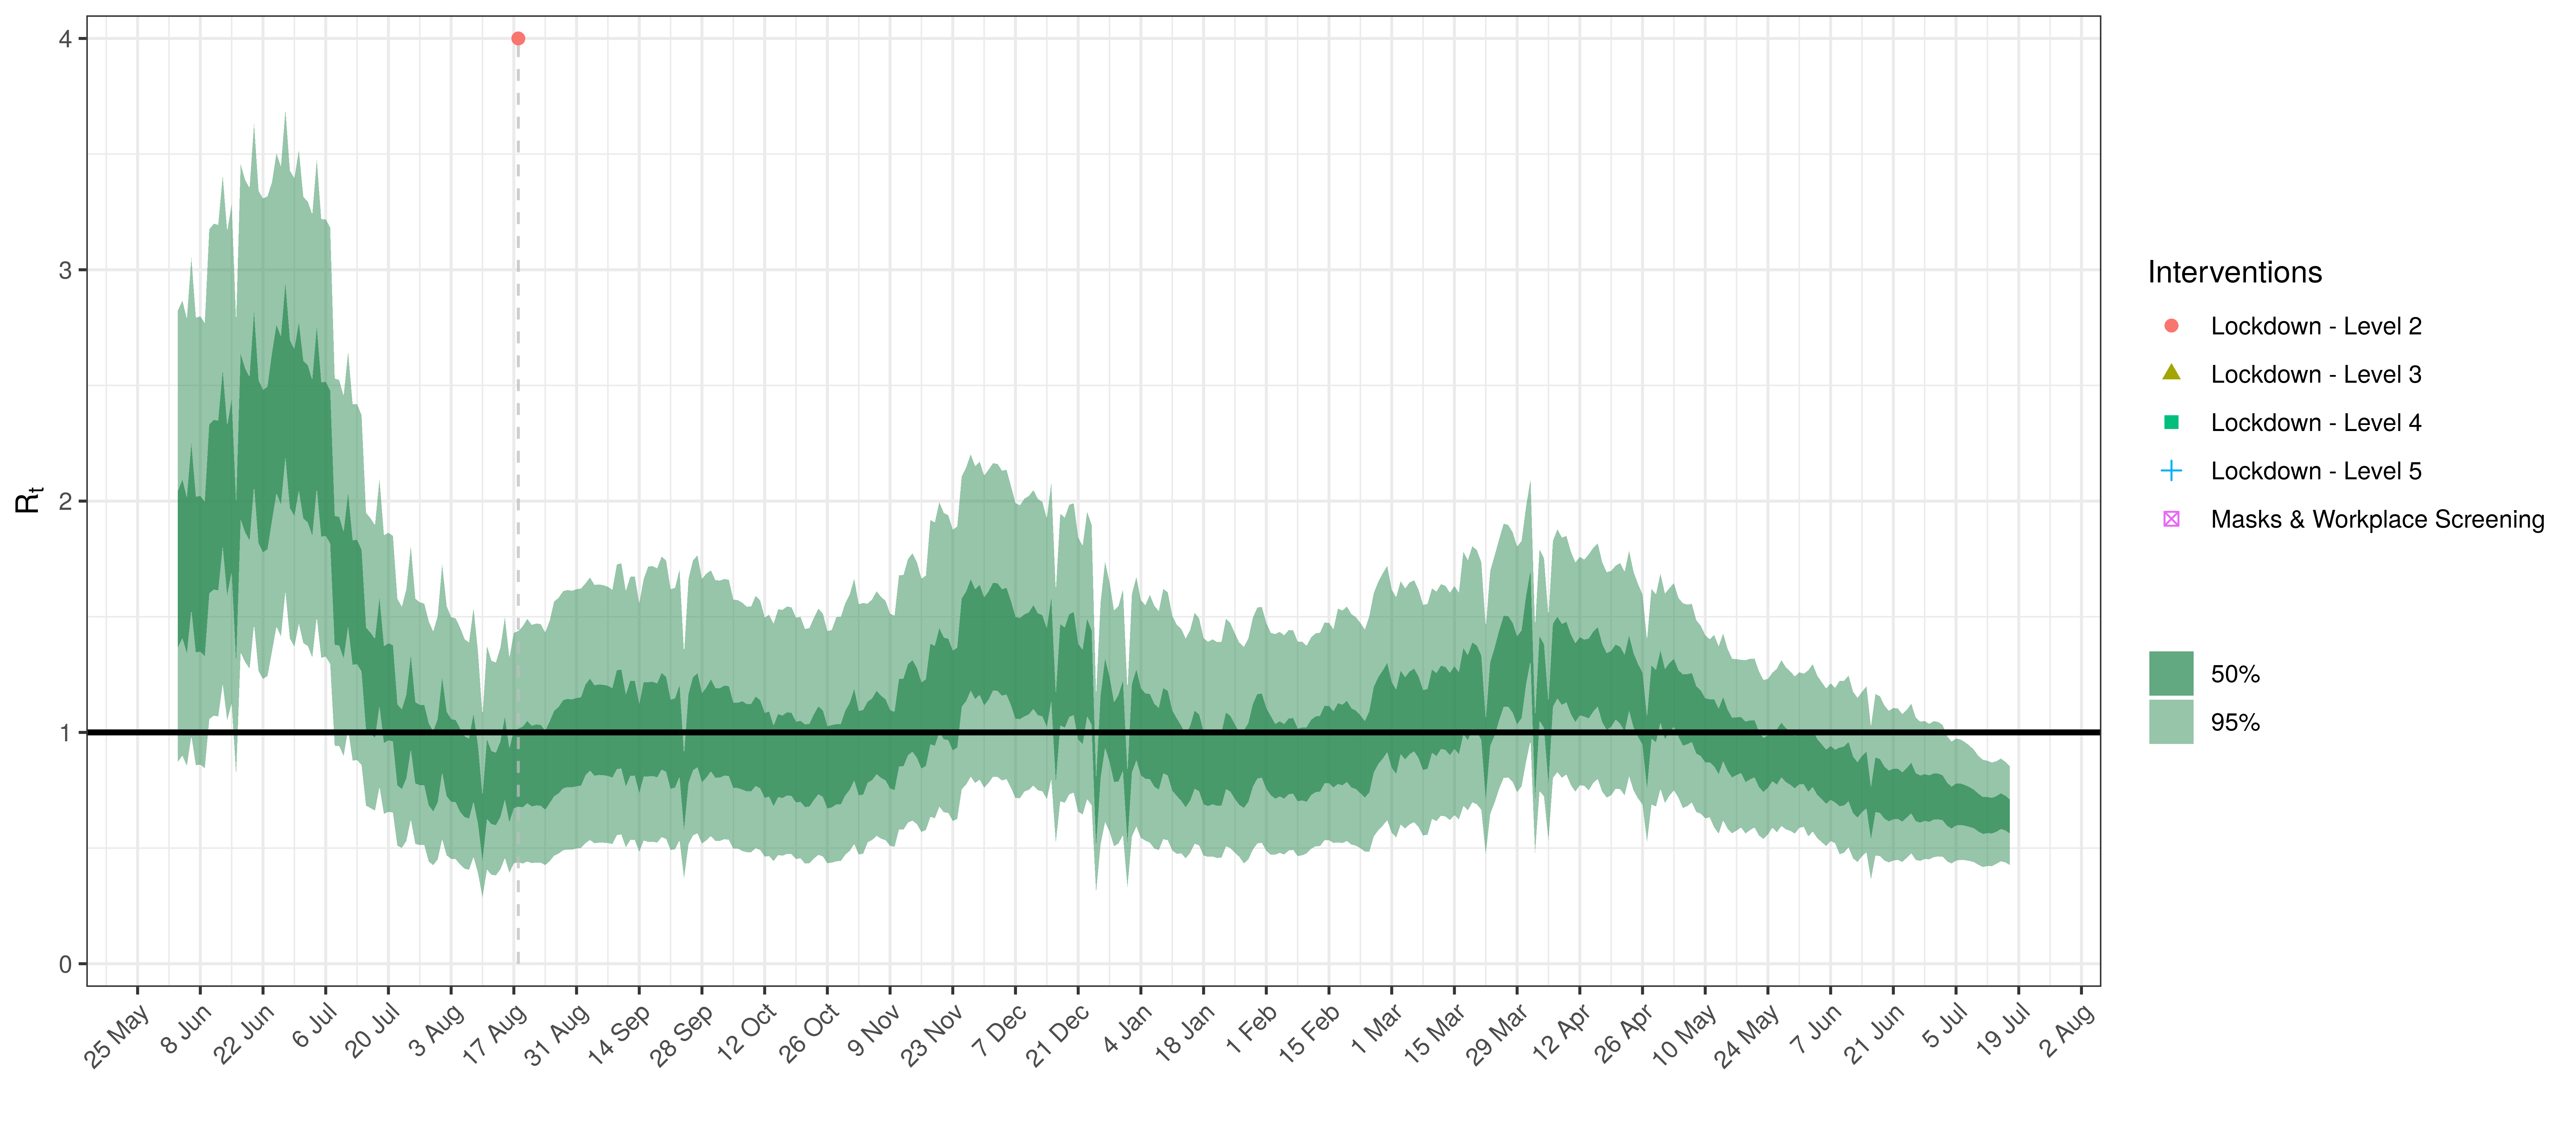 4
3
2
1
0
Rt
25 May
8 Jun
22 Jun
6 Jul
20 Jul
3 Aug
17 Aug
31 Aug
14 Sep
28 Sep
12 Oct
26 Oct
9 Nov
23 Nov
7 Dec
21 Dec
4 Jan
18 Jan
1 Feb
15 Feb
1 Mar
15 Mar
29 Mar
12 Apr
26 Apr
10 May
24 May
7 Jun
21 Jun
5 Jul
19 Jul
2 Aug
Interventions
Lockdown - Level 2
Lockdown - Level 3
Lockdown - Level 4
Lockdown - Level 5
Masks & Workplace Screening
50%
95%